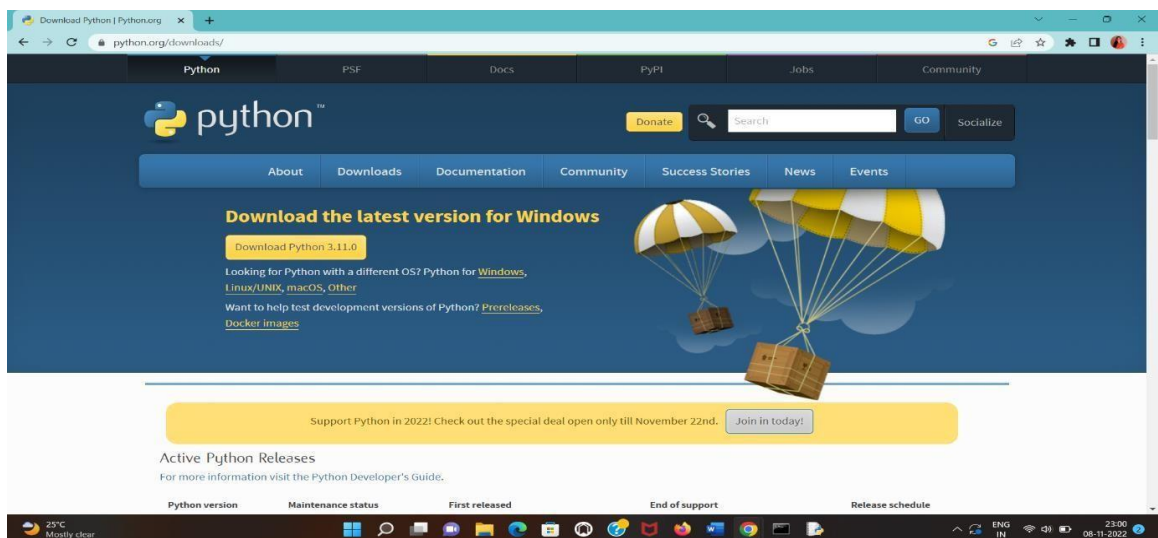 Download Python | Python.org
python.org/downloads/
Python PSF Docs PyPI Jobs Community
python™
Donate Search GO Socialize
About Downloads Documentation Community Success Stories News Events
Download the latest version for Windows
Download Python 3.11.0
Looking for Python with a different OS? Python for Windows,
Linux/UNIX, macOS, Other
Want to help test development versions of Python? Prereleases,
Docker images
Support Python in 2022! Check out the special deal open only till November 22nd. Join in today!
Active Python Releases
For more information visit the Python Developer's Guide.
Python version Maintenance status First released End of support Release schedule
25°C
Mostly clear
ENG
IN
23:00
08-11-2022